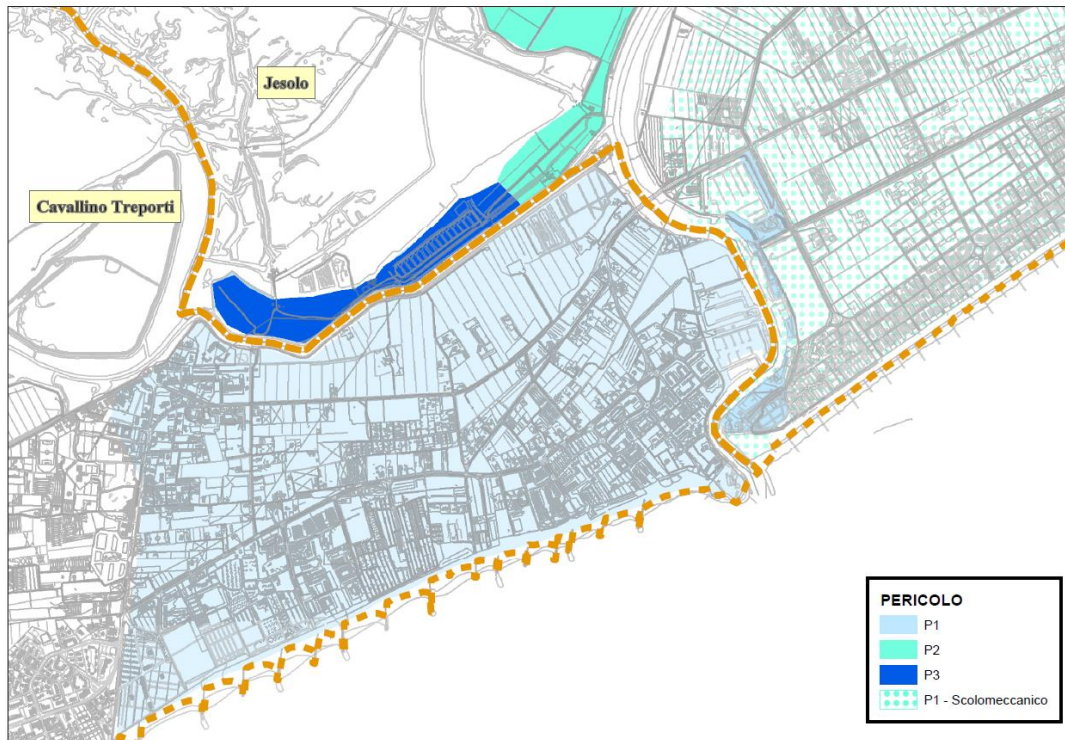 Jesolo
Cavallino Treporti
PERICOLO
P1
P2
P3
P1 - Scolomeccanico